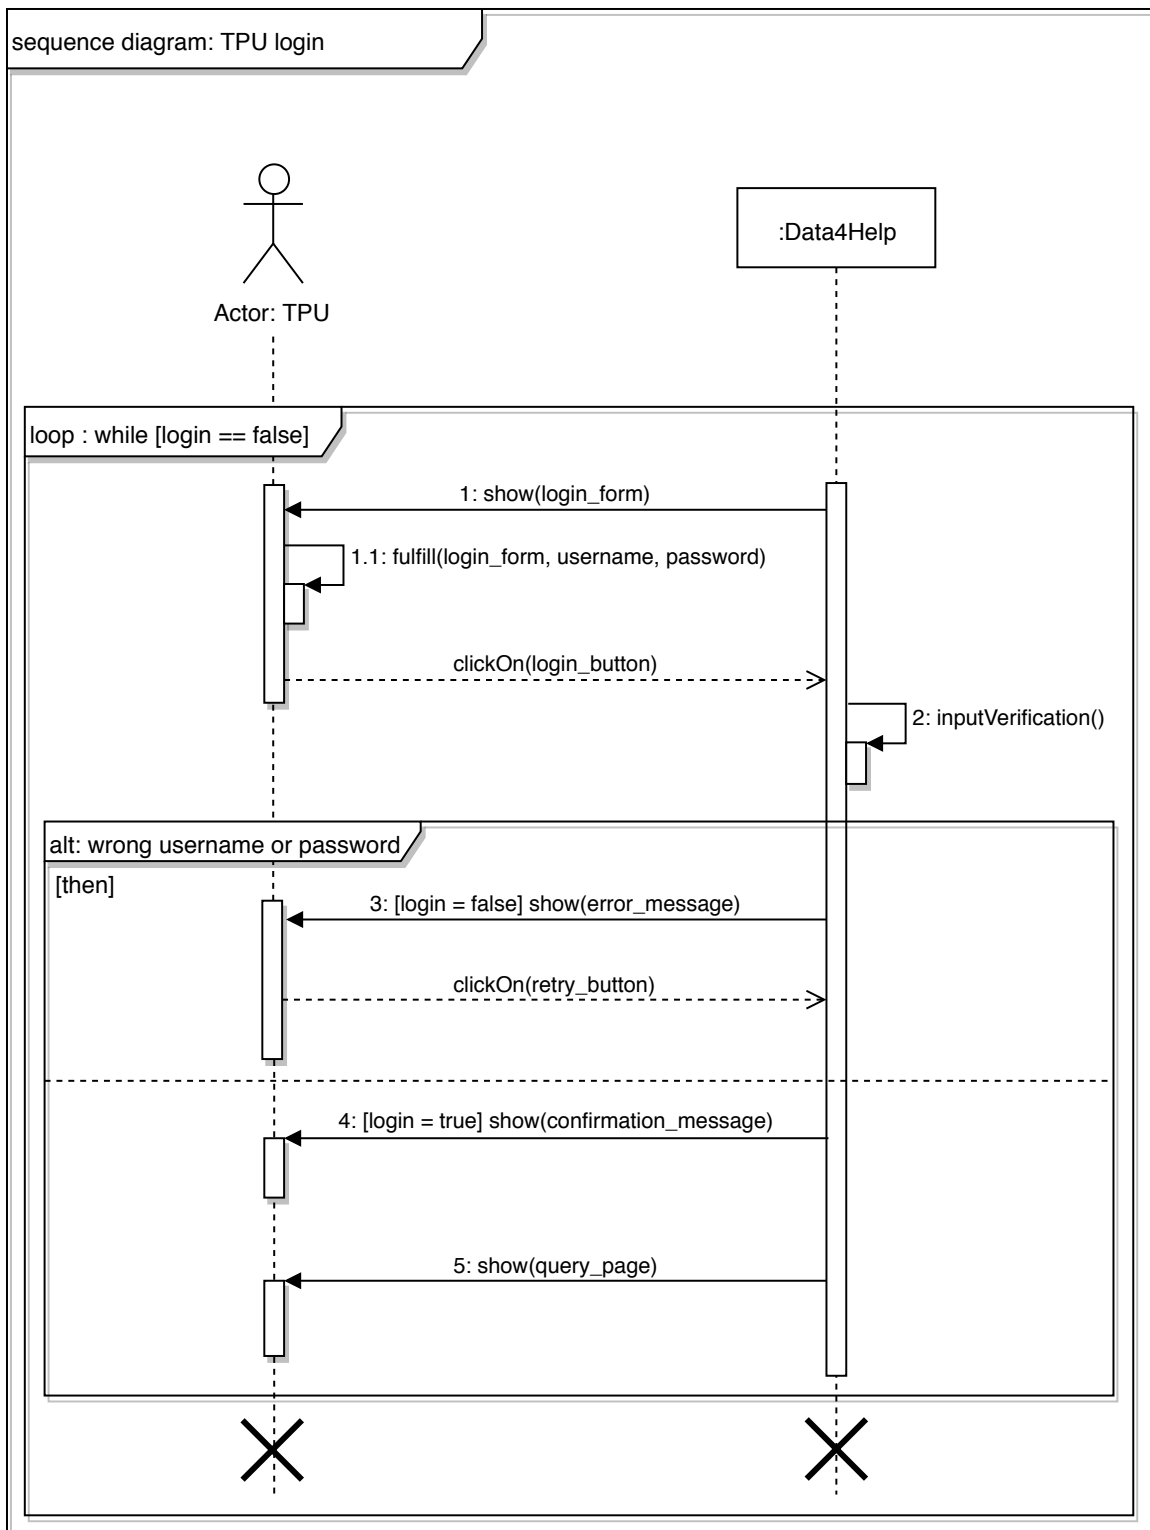 sequence diagram: TPU login
:Data4Help
Actor: TPU
loop : while [login == false]
1: show(login_form)
1.1: fulfill(login_form, username, password)
clickOn(login_button)
2: inputVerification()
alt: wrong username or password
[then]
3: [login = false] show(error_message)
clickOn(retry_button)
4: [login = true] show(confirmation_message)
5: show(query_page)